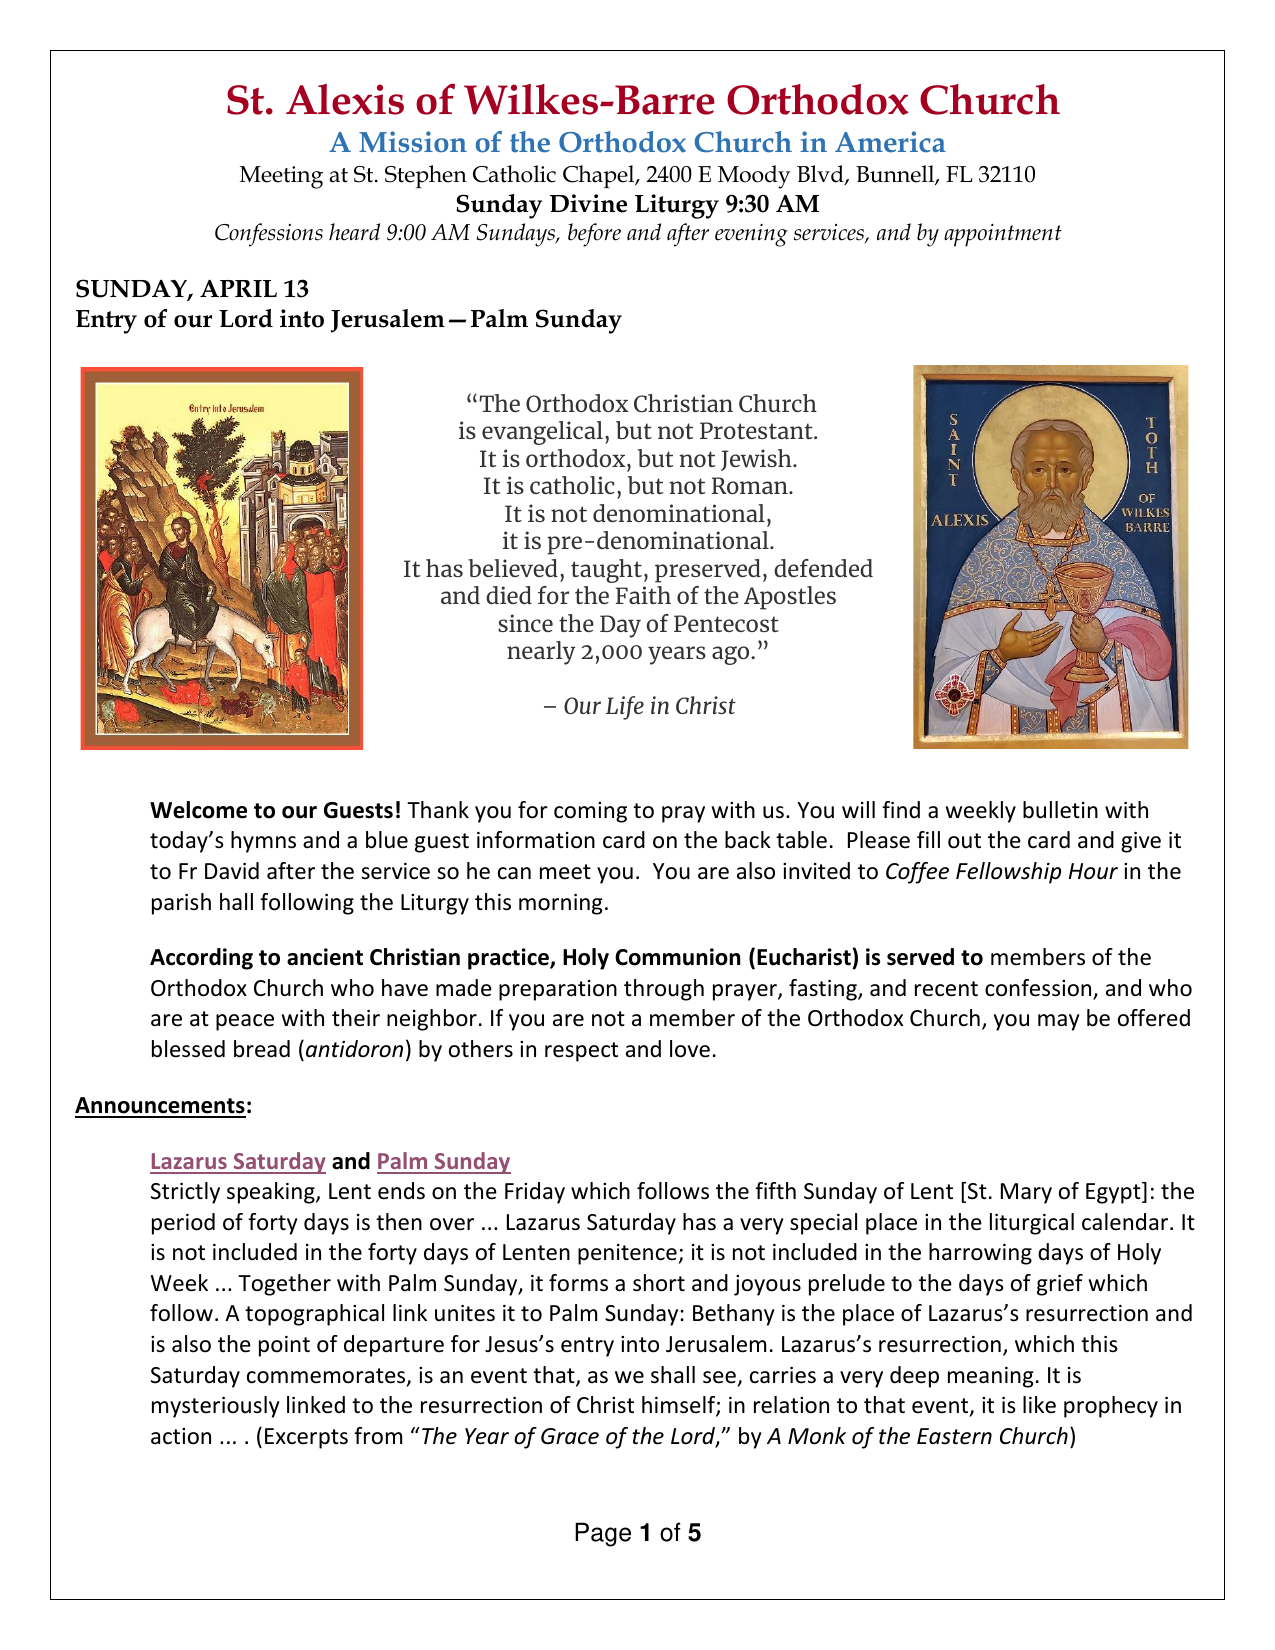 St. Alexis of Wilkes-Barre Orthodox Church
A Mission of the Orthodox Church in America
Meeting at St. Stephen Catholic Chapel, 2400 E Moody Blvd, Bunnell, FL 32110
Sunday Divine Liturgy 9:30 AM
Confessions heard 9:00 AM Sundays, before and after evening services, and by appointment
SUNDAY, APRIL 13
Entry of our Lord into Jerusalem—Palm Sunday
Entry into Jerusalem
“The Orthodox Christian Church
is evangelical, but not Protestant.
It is orthodox, but not Jewish.
It is catholic, but not Roman.
It is not denominational,
it is pre-denominational.
It has believed, taught, preserved, defended
and died for the Faith of the Apostles
since the Day of Pentecost
nearly 2,000 years ago.”
– Our Life in Christ
SAINT
ALEXIS
TOTH
OF
WILKES
BARRE
Welcome to our Guests! Thank you for coming to pray with us. You will find a weekly bulletin with
today’s hymns and a blue guest information card on the back table.  Please fill out the card and give it
to Fr David after the service so he can meet you.  You are also invited to Coffee Fellowship Hour in the
parish hall following the Liturgy this morning.
According to ancient Christian practice, Holy Communion (Eucharist) is served to members of the
Orthodox Church who have made preparation through prayer, fasting, and recent confession, and who
are at peace with their neighbor. If you are not a member of the Orthodox Church, you may be offered
blessed bread (antidoron) by others in respect and love.
Announcements:
Lazarus Saturday and Palm Sunday
Strictly speaking, Lent ends on the Friday which follows the fifth Sunday of Lent [St. Mary of Egypt]: the
period of forty days is then over ... Lazarus Saturday has a very special place in the liturgical calendar. It
is not included in the forty days of Lenten penitence; it is not included in the harrowing days of Holy
Week ... Together with Palm Sunday, it forms a short and joyous prelude to the days of grief which
follow. A topographical link unites it to Palm Sunday: Bethany is the place of Lazarus’s resurrection and
is also the point of departure for Jesus’s entry into Jerusalem. Lazarus’s resurrection, which this
Saturday commemorates, is an event that, as we shall see, carries a very deep meaning. It is
mysteriously linked to the resurrection of Christ himself; in relation to that event, it is like prophecy in
action ... . (Excerpts from “The Year of Grace of the Lord,” by A Monk of the Eastern Church)
Page 1 of 5